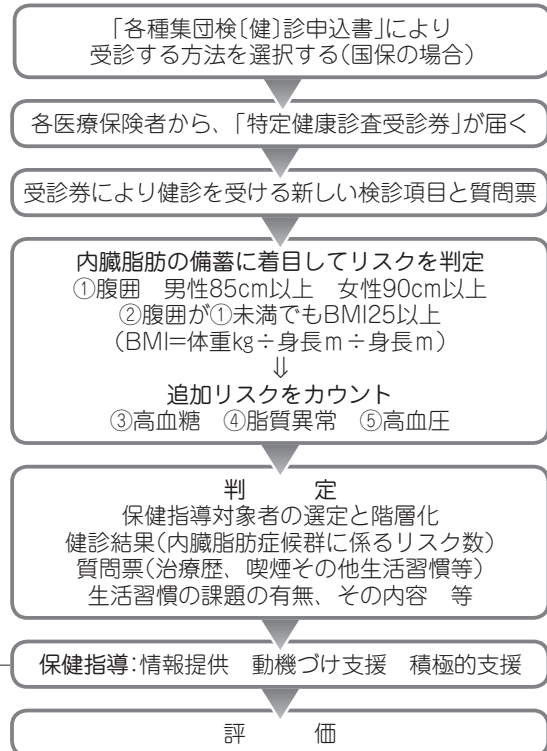 「各種集団検〔健〕診申込書」により
受診する方法を選択する(国保の場合)
各医療保険者から、「特定健康診査受診券」が届く
受診券により健診を受ける新しい検診項目と質問票
内臓脂肪の備蓄に着目してリスクを判定
①腹囲　男性85cm以上　女性90cm以上
②腹囲が①未満でもBMI25以上
(BMI=体重kg÷身長m÷身長m)
⇓
追加リスクをカウント
③高血糖　④脂質異常　⑤高血圧
判　　定
保健指導対象者の選定と階層化
健診結果(内臓脂肪症候群に係るリスク数)
質問票(治療歴、喫煙その他生活習慣等)
生活習慣の課題の有無、その内容　等
保健指導:情報提供　動機づけ支援　積極的支援
評　　価